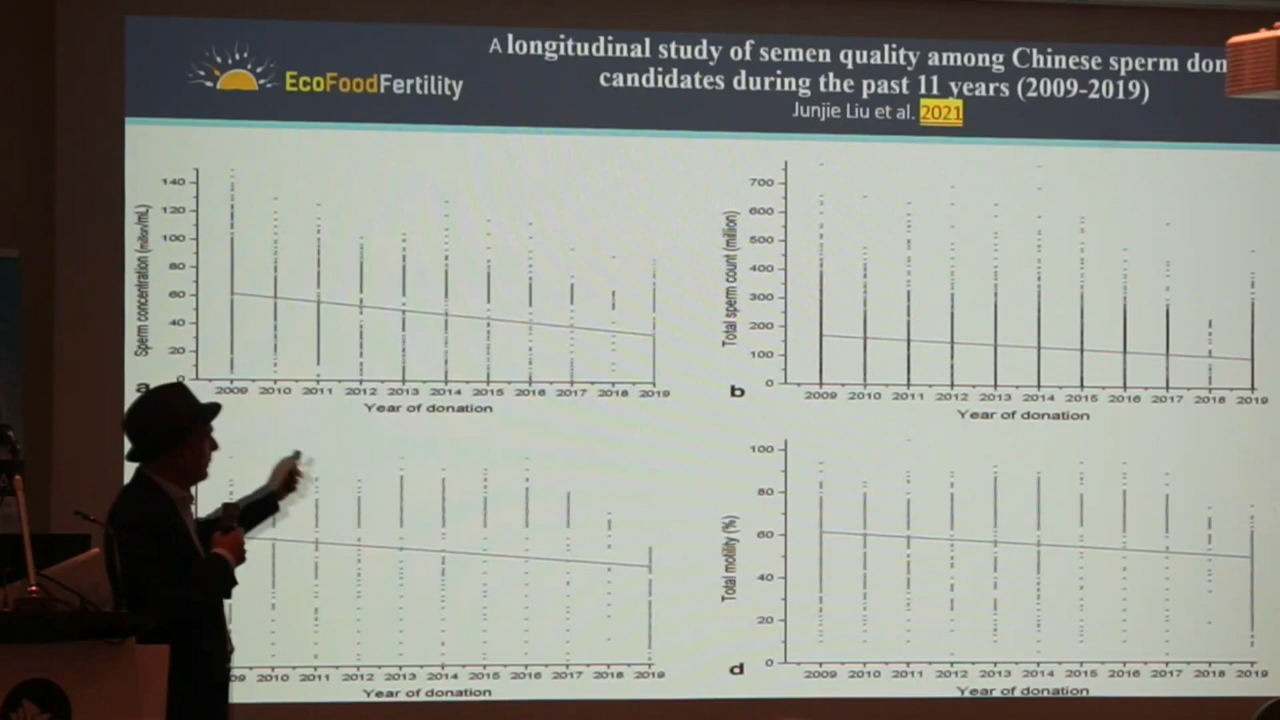 A longitudinal study of semen quality among Chinese sperm don
EcoFoodFertility
candidates during the past 11 years (2009-2019)
Junjie Liu et al. 2021
Sperm concentration (million/mL)
140
120
100
80
60
40
20
0
a
2009 2010 2011 2012 2013 2014 2015 2016 2017 2018 2019
Year of donation
Total sperm count (million)
700
600
500
400
300
200
100
0
b
2009 2010 2011 2012 2013 2014 2015 2016 2017 2018 2019
Year of donation
09 2010 2011 2012 2013 2014 2015 2016 2017 2018 2019
Year of donation
Total motility (%)
100
80
60
40
20
0
d
2009 2010 2011 2012 2013 2014 2015 2016 2017 2018 2019
Year of donation